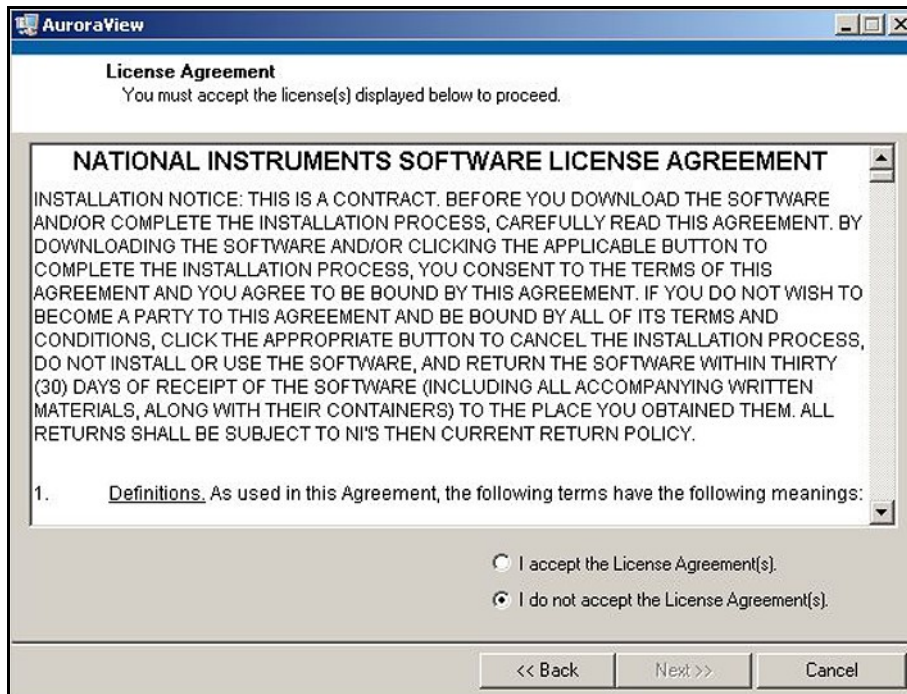 AuroraView
License Agreement
You must accept the license(s) displayed below to proceed.
NATIONAL INSTRUMENTS SOFTWARE LICENSE AGREEMENT
INSTALLATION NOTICE: THIS IS A CONTRACT. BEFORE YOU DOWNLOAD THE SOFTWARE
AND/OR COMPLETE THE INSTALLATION PROCESS, CAREFULLY READ THIS AGREEMENT. BY
DOWNLOADING THE SOFTWARE AND/OR CLICKING THE APPLICABLE BUTTON TO
COMPLETE THE INSTALLATION PROCESS, YOU CONSENT TO THE TERMS OF THIS
AGREEMENT AND YOU AGREE TO BE BOUND BY THIS AGREEMENT. IF YOU DO NOT WISH TO
BECOME A PARTY TO THIS AGREEMENT AND BE BOUND BY ALL OF ITS TERMS AND
CONDITIONS, CLICK THE APPROPRIATE BUTTON TO CANCEL THE INSTALLATION PROCESS,
DO NOT INSTALL OR USE THE SOFTWARE, AND RETURN THE SOFTWARE WITHIN THIRTY
(30) DAYS OF RECEIPT OF THE SOFTWARE (INCLUDING ALL ACCOMPANYING WRITTEN
MATERIALS, ALONG WITH THEIR CONTAINERS) TO THE PLACE YOU OBTAINED THEM. ALL
RETURNS SHALL BE SUBJECT TO NI'S THEN CURRENT RETURN POLICY.
1. Definitions. As used in this Agreement, the following terms have the following meanings:
I accept the License Agreement(s).
I do not accept the License Agreement(s).
<< Back Next >> Cancel